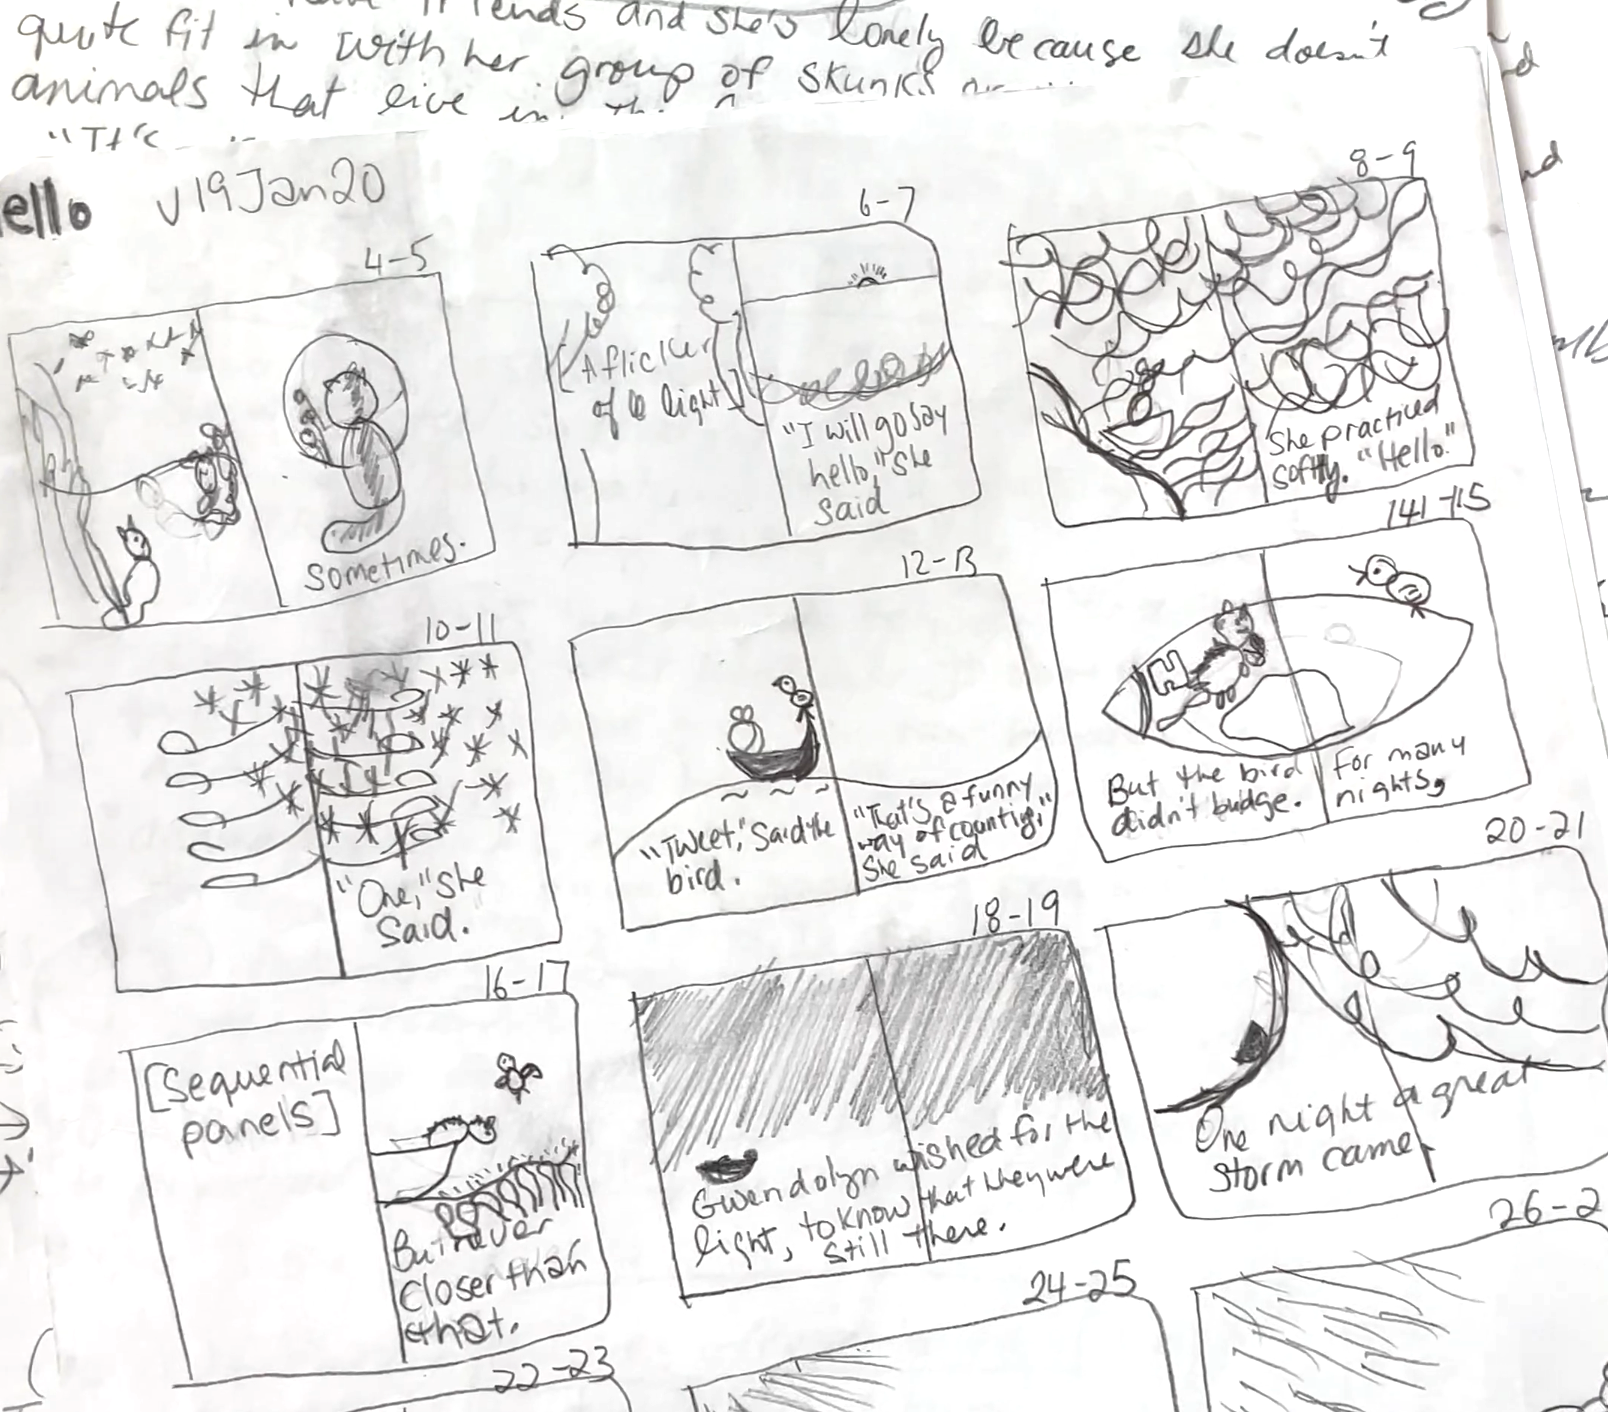 friends and she's lonely because she doesn't
quite fit in with her group of skunks
animals that live in
"It's
ello v19Jan20
4-5
Sometimes.
6-7
[A flicker
of light]
"I will go say
hello," she
said
8-9
She practiced
softly. "Hello."
10-11
"One," she
said.
12-13
"Tweet," said the
bird.
"That's a funny
way of counting,"
she said
14-15
But the bird
didn't budge.
For many
nights,
16-17
[Sequential
panels]
But never
closer than
that.
18-19
Gwendolyn wished for the
light, to know that they were
still there.
20-21
One night a great
storm came
22-23
24-25
26-2